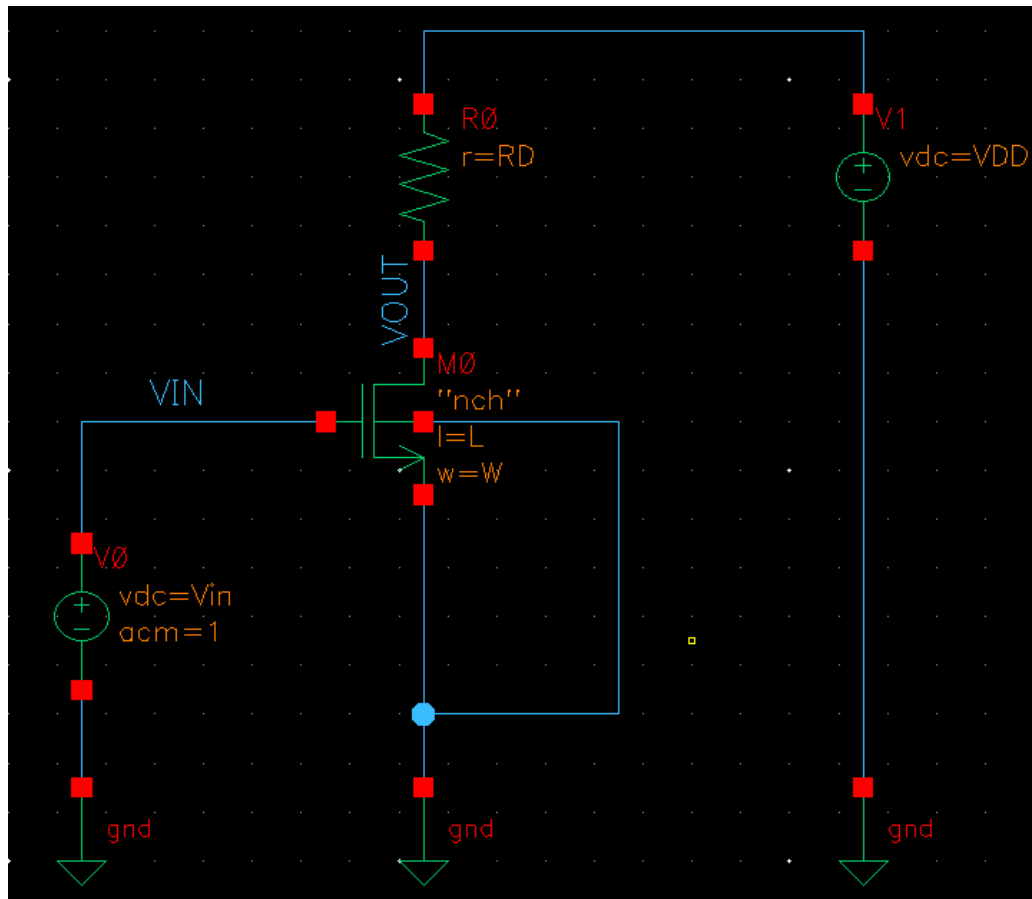 R0
r=RD
V1
vdc=VDD
VOUT
M0
"nch"
l=L
w=W
VIN
V0
vdc=Vin
acm=1
gnd
gnd
gnd